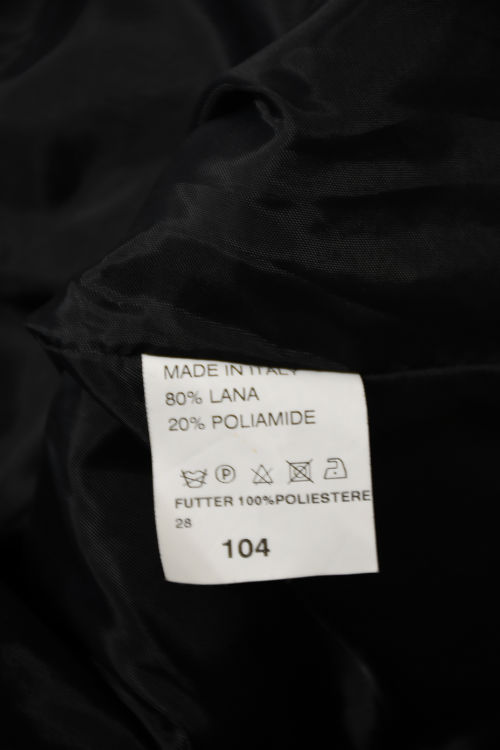 MADE IN ITALY
80% LANA
20% POLIAMIDE
P
FUTTER 100%POLIESTERE
28
104